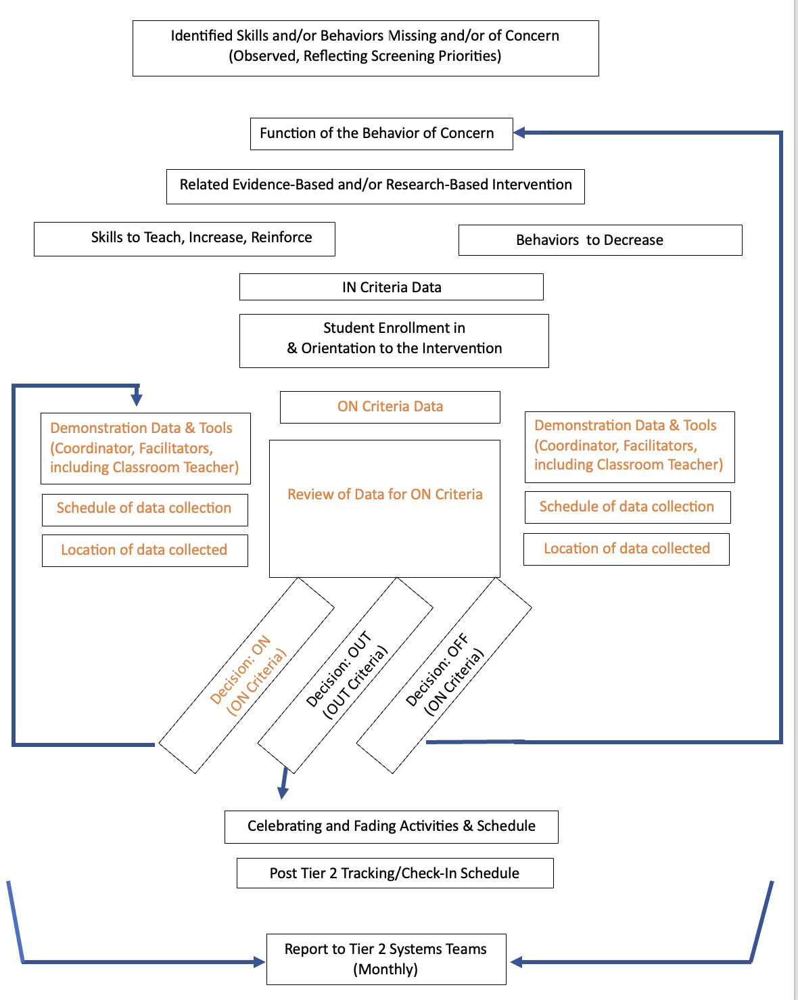 Identified Skills and/or Behaviors Missing and/or of Concern
(Observed, Reflecting Screening Priorities)
Function of the Behavior of Concern
Related Evidence-Based and/or Research-Based Intervention
Skills to Teach, Increase, Reinforce
Behaviors to Decrease
IN Criteria Data
Student Enrollment in
& Orientation to the Intervention
ON Criteria Data
Demonstration Data & Tools
(Coordinator, Facilitators,
including Classroom Teacher)
Schedule of data collection
Location of data collected
Review of Data for ON Criteria
Demonstration Data & Tools
(Coordinator, Facilitators,
including Classroom Teacher)
Schedule of data collection
Location of data collected
Decision: ON
(ON Criteria)
Decision: OUT
(OUT Criteria)
Decision: OFF
(ON Criteria)
Celebrating and Fading Activities & Schedule
Post Tier 2 Tracking/Check-In Schedule
Report to Tier 2 Systems Teams
(Monthly)